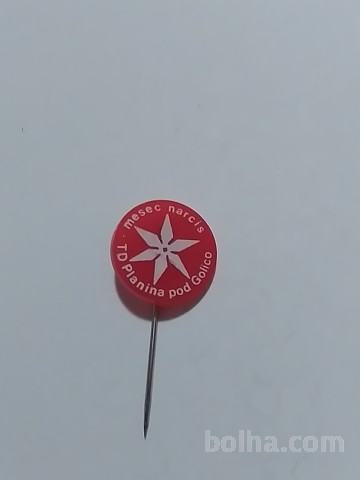 mesec narcis
TD Planina pod Golico
bolha.com